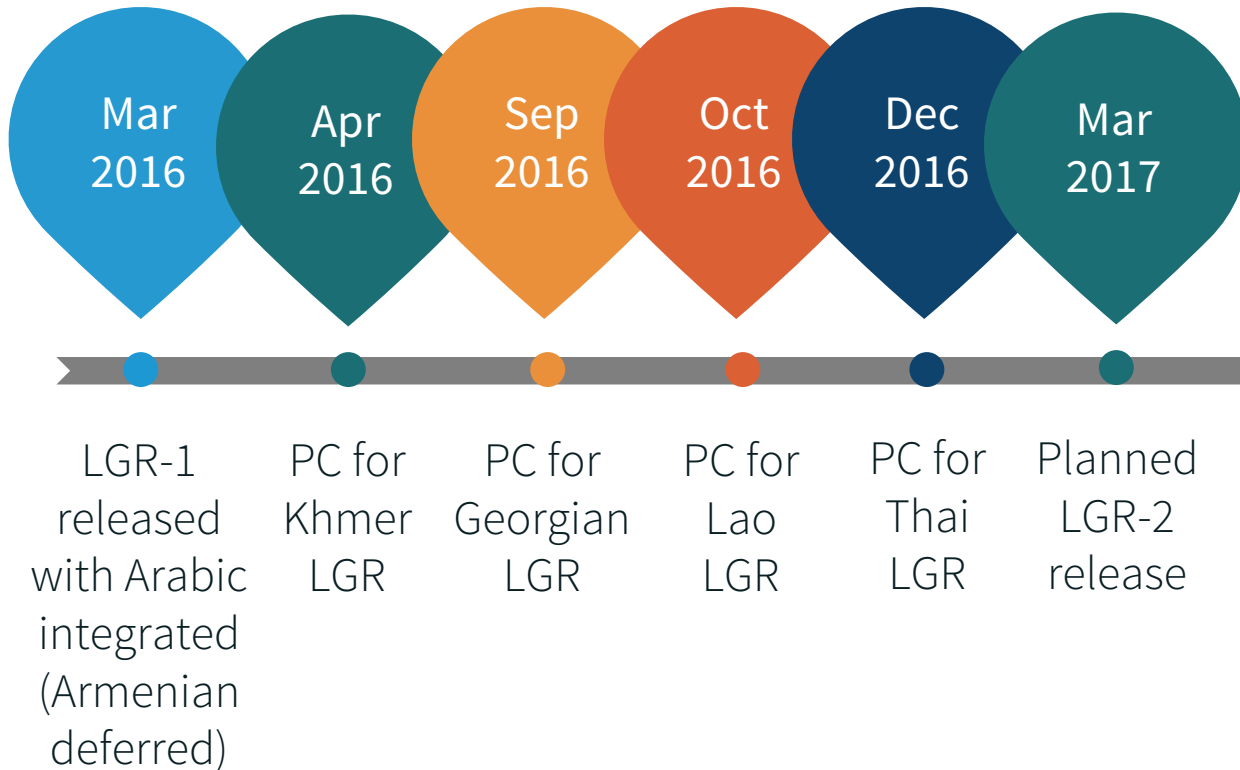 Mar
2016
Apr
2016
Sep
2016
Oct
2016
Dec
2016
Mar
2017
LGR-1
released
with Arabic
integrated
(Armenian
deferred)
PC for
Khmer
LGR
PC for
Georgian
LGR
PC for
Lao
LGR
PC for
Thai
LGR
Planned
LGR-2
release